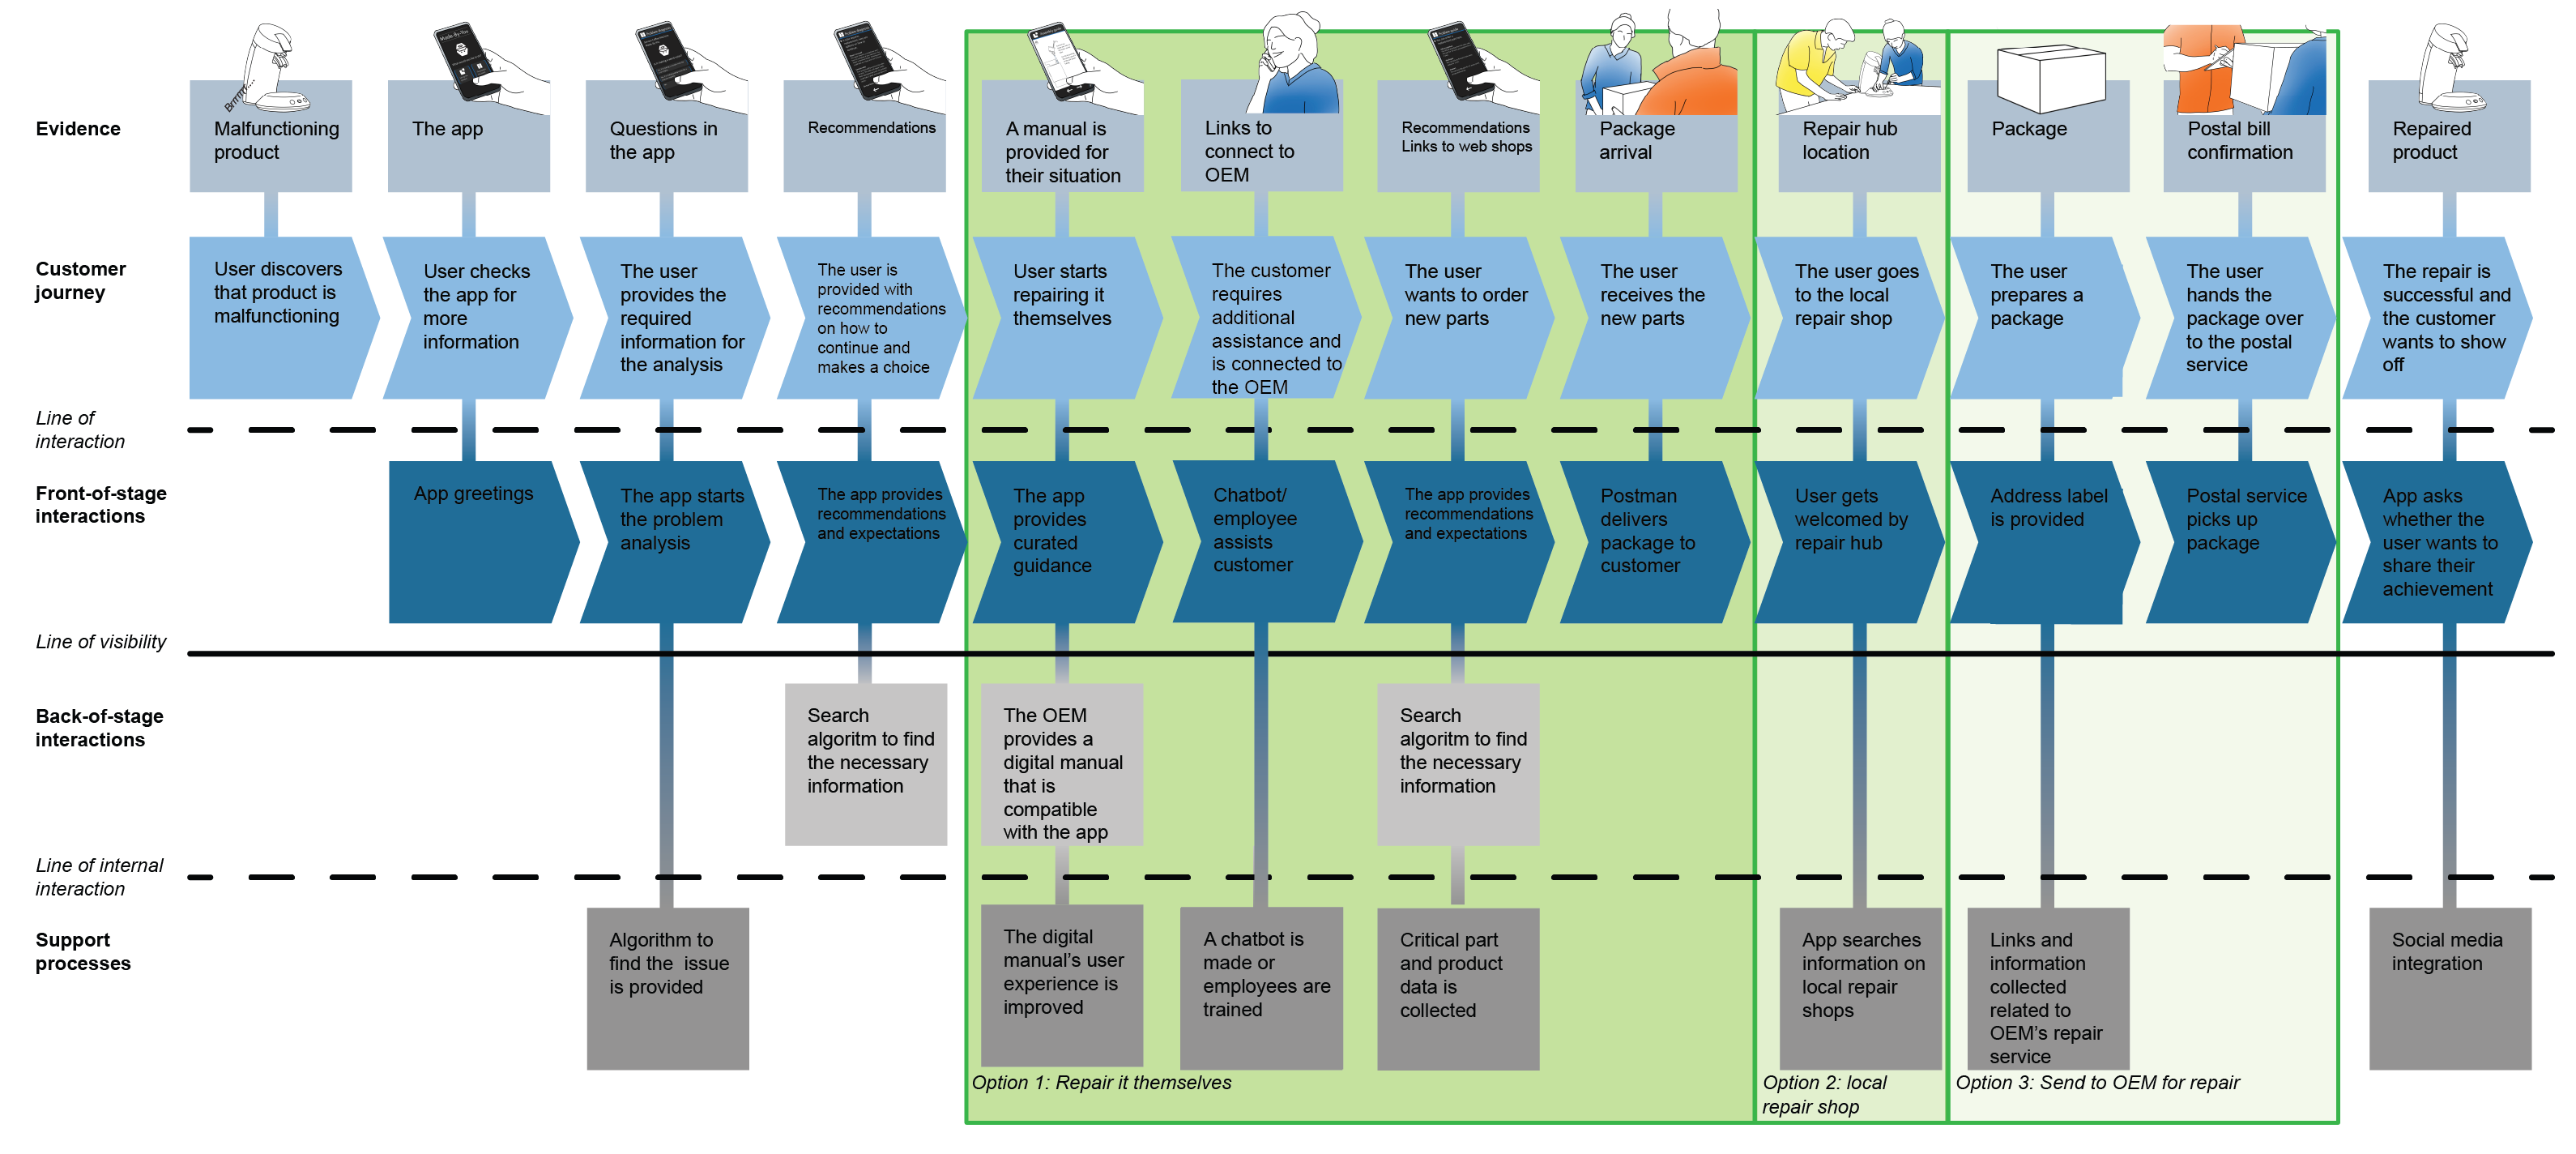 Evidence
Brrrrrr...
Malfunctioning
product
The app
Questions in
the app
Recommendations
A manual is
provided for
their situation
Links to
connect to
OEM
Recommendations
Links to web shops
Package
arrival
Repair hub
location
Package
Postal bill
confirmation
Repaired
product
Customer
journey
User discovers
that product is
malfunctioning
User checks
the app for
more
information
The user
provides the
required
information for
the analysis
The user is
provided with
recommendations
on how to
continue and
makes a choice
User starts
repairing it
themselves
The customer
requires
additional
assistance and
is connected to
the OEM
The user
wants to order
new parts
The user
receives the
new parts
The user goes
to the local
repair shop
The user
prepares a
package
The user
hands the
package over
to the postal
service
The repair is
successful and
the customer
wants to show
off
Line of
interaction
Front-of-stage
interactions
App greetings
The app starts
the problem
analysis
The app provides
recommendations
and expectations
The app
provides
curated
guidance
Chatbot/
employee
assists
customer
The app provides
recommendations
and expectations
Postman
delivers
package to
customer
User gets
welcomed by
repair hub
Address label
is provided
Postal service
picks up
package
App asks
whether the
user wants to
share their
achievement
Line of visibility
Back-of-stage
interactions
Search
algoritm to find
the necessary
information
The OEM
provides a
digital manual
that is
compatible
with the app
Search
algoritm to find
the necessary
information
Line of internal
interaction
Support
processes
Algorithm to
find the  issue
is provided
The digital
manual's user
experience is
improved
A chatbot is
made or
employees are
trained
Critical part
and product
data is
collected
App searches
information on
local repair
shops
Links and
information
collected
related to
OEM's repair
service
Social media
integration
Option 1: Repair it themselves
Option 2: local
repair shop
Option 3: Send to OEM for repair